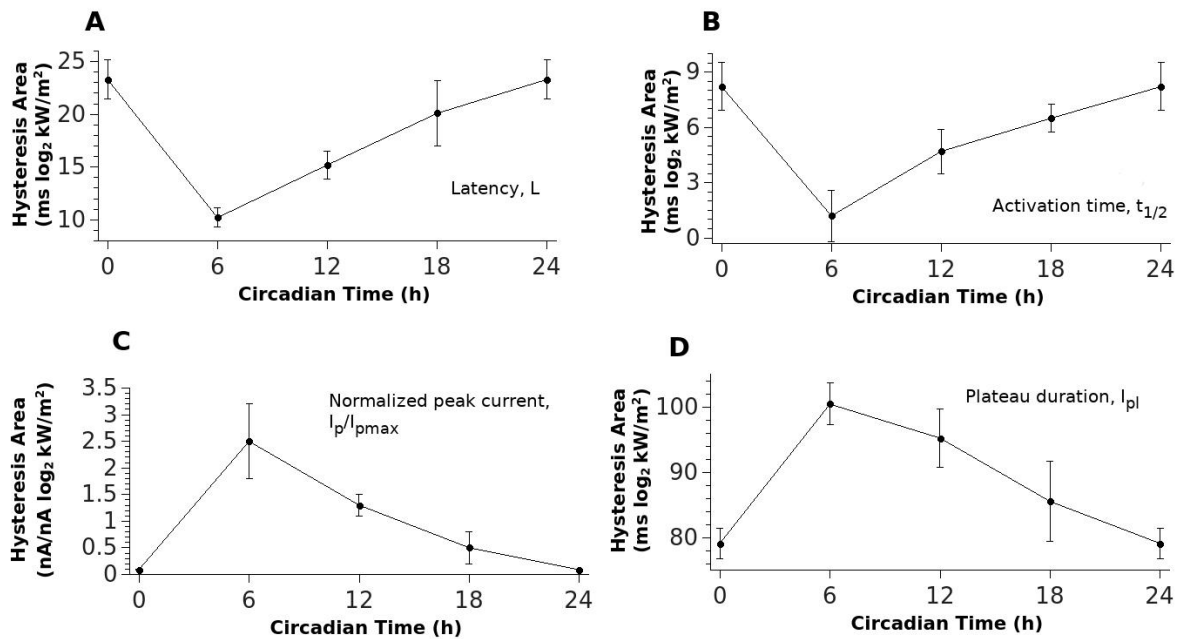 A
Hysteresis Area
(ms log₂ kW/m²)
25
20
15
10
Latency, L
0 6 12 18 24
Circadian Time (h)
B
Hysteresis Area
(ms log₂ kW/m²)
9
6
3
0
Activation time, t1/2
0 6 12 18 24
Circadian Time (h)
C
Hysteresis Area
(nA/nA log₂ kW/m²)
3.5
3
2.5
2
1.5
1
0.5
0
Normalized peak current,
Ip/Ipmax
0 6 12 18 24
Circadian Time (h)
D
Hysteresis Area
(ms log₂ kW/m²)
100
90
80
Plateau duration, Ipl
0 6 12 18 24
Circadian Time (h)